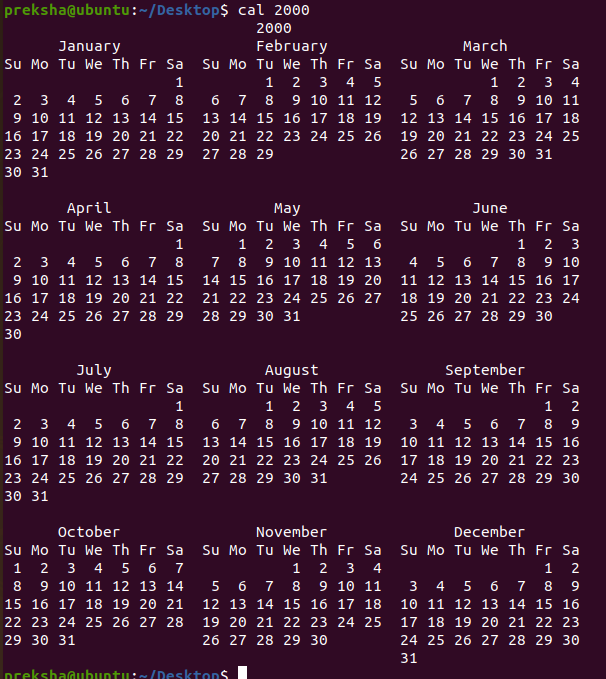 preksha@ubuntu:~/Desktop$ cal 2000
                            2000
      January               February               March
Su Mo Tu We Th Fr Sa  Su Mo Tu We Th Fr Sa  Su Mo Tu We Th Fr Sa
                   1         1  2  3  4  5            1  2  3  4
 2  3  4  5  6  7  8   6  7  8  9 10 11 12   5  6  7  8  9 10 11
 9 10 11 12 13 14 15  13 14 15 16 17 18 19  12 13 14 15 16 17 18
16 17 18 19 20 21 22  20 21 22 23 24 25 26  19 20 21 22 23 24 25
23 24 25 26 27 28 29  27 28 29              26 27 28 29 30 31
30 31

       April                  May                   June
Su Mo Tu We Th Fr Sa  Su Mo Tu We Th Fr Sa  Su Mo Tu We Th Fr Sa
                   1      1  2  3  4  5  6               1  2  3
 2  3  4  5  6  7  8   7  8  9 10 11 12 13   4  5  6  7  8  9 10
 9 10 11 12 13 14 15  14 15 16 17 18 19 20  11 12 13 14 15 16 17
16 17 18 19 20 21 22  21 22 23 24 25 26 27  18 19 20 21 22 23 24
23 24 25 26 27 28 29  28 29 30 31           25 26 27 28 29 30
30

        July                 August              September
Su Mo Tu We Th Fr Sa  Su Mo Tu We Th Fr Sa  Su Mo Tu We Th Fr Sa
                   1         1  2  3  4  5                  1  2
 2  3  4  5  6  7  8   6  7  8  9 10 11 12   3  4  5  6  7  8  9
 9 10 11 12 13 14 15  13 14 15 16 17 18 19  10 11 12 13 14 15 16
16 17 18 19 20 21 22  20 21 22 23 24 25 26  17 18 19 20 21 22 23
23 24 25 26 27 28 29  27 28 29 30 31        24 25 26 27 28 29 30
30 31

      October               November              December
Su Mo Tu We Th Fr Sa  Su Mo Tu We Th Fr Sa  Su Mo Tu We Th Fr Sa
 1  2  3  4  5  6  7            1  2  3  4                  1  2
 8  9 10 11 12 13 14   5  6  7  8  9 10 11   3  4  5  6  7  8  9
15 16 17 18 19 20 21  12 13 14 15 16 17 18  10 11 12 13 14 15 16
22 23 24 25 26 27 28  19 20 21 22 23 24 25  17 18 19 20 21 22 23
29 30 31              26 27 28 29 30        24 25 26 27 28 29 30
                                            31
preksha@ubuntu:~/Desktop$